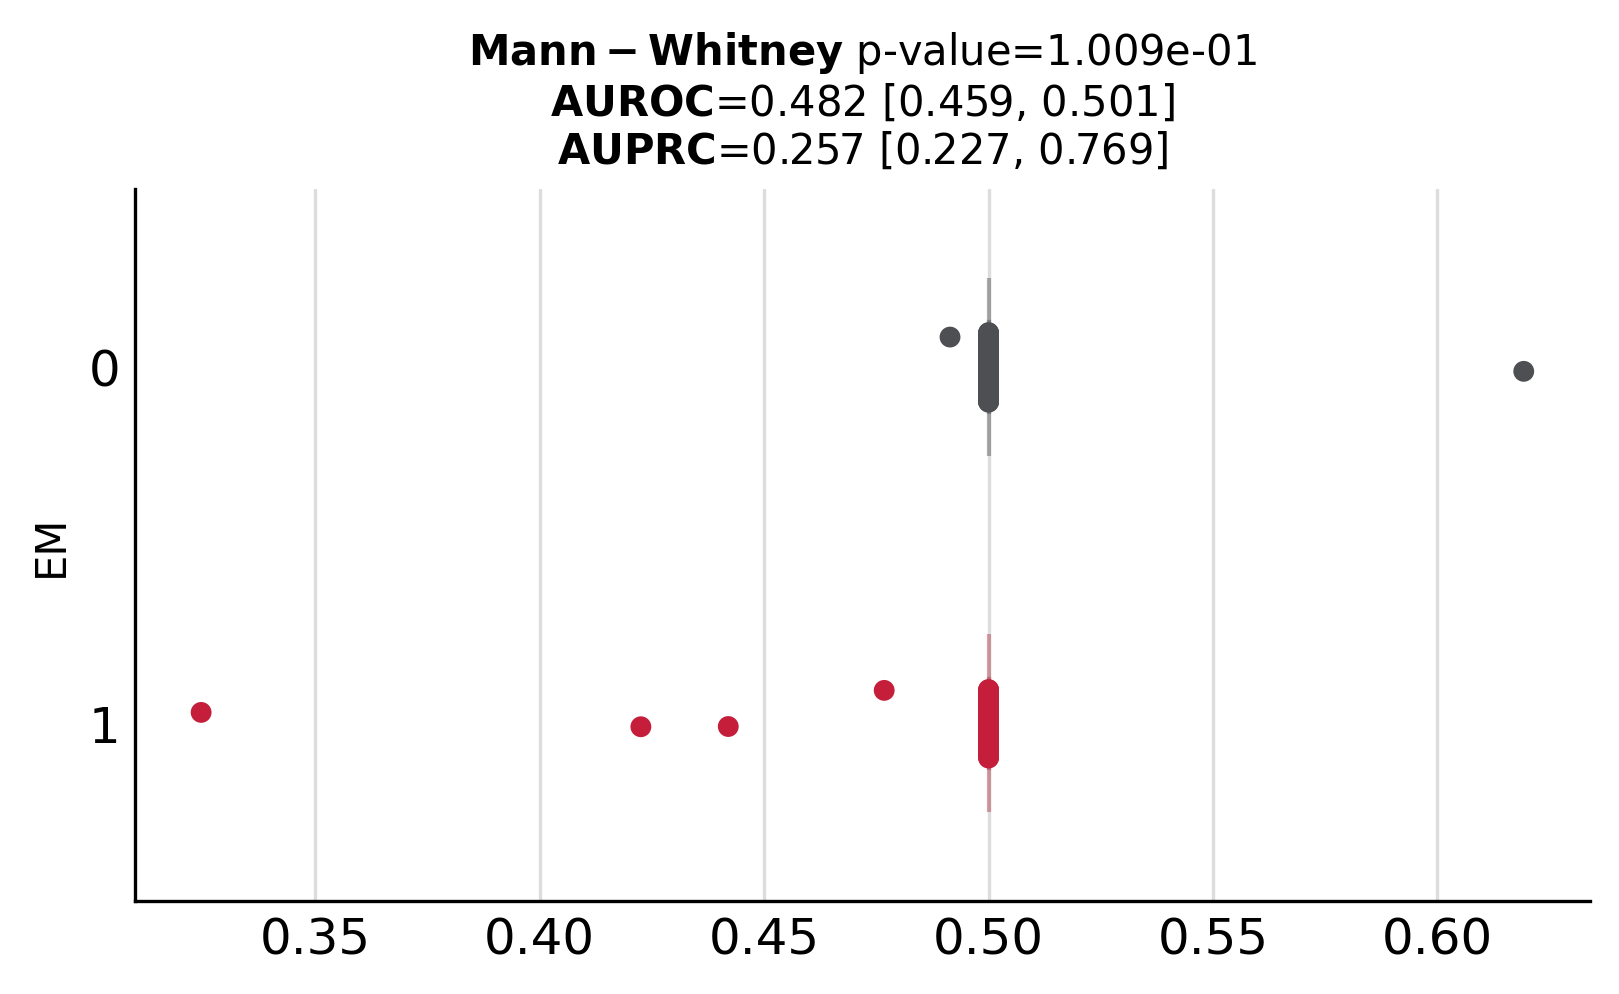 Mann − Whitney p-value=1.009e-01
AUROC=0.482 [0.459, 0.501]
AUPRC=0.257 [0.227, 0.769]
0
EM
1
0.35 0.40 0.45 0.50 0.55 0.60